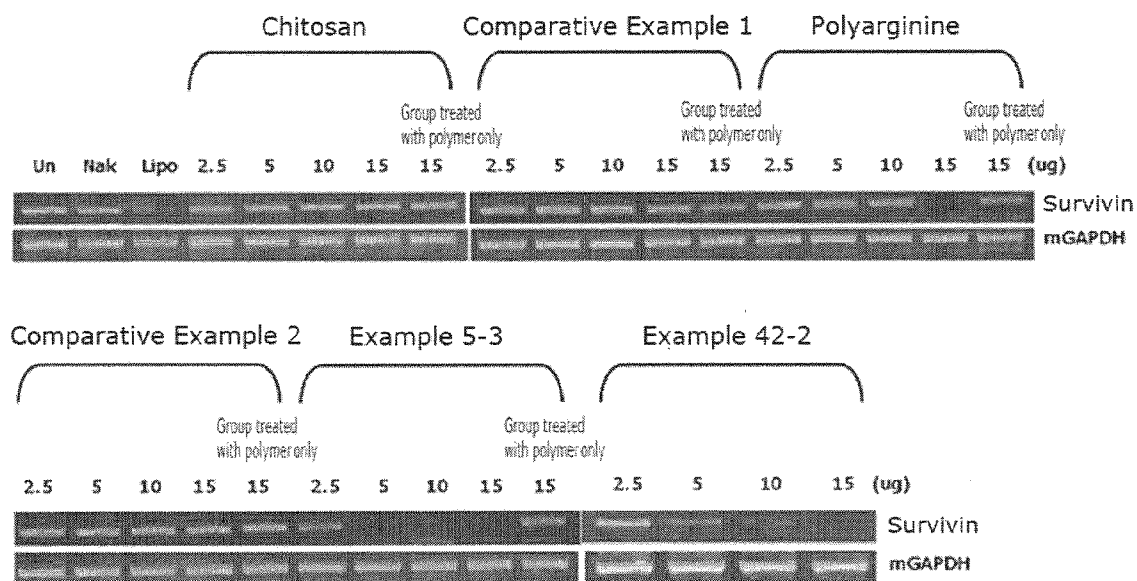 Chitosan Comparative Example 1 Polyarginine
Group treated with polymer only Group treated with polymer only Group treated with polymer only
Un Nak Lipo 2.5 5 10 15 15 2.5 5 10 15 15 2.5 5 10 15 15 (ug)
Survivin
mGAPDH
Comparative Example 2 Example 5-3 Example 42-2
Group treated with polymer only Group treated with polymer only
2.5 5 10 15 15 2.5 5 10 15 15 2.5 5 10 15 (ug)
Survivin
mGAPDH